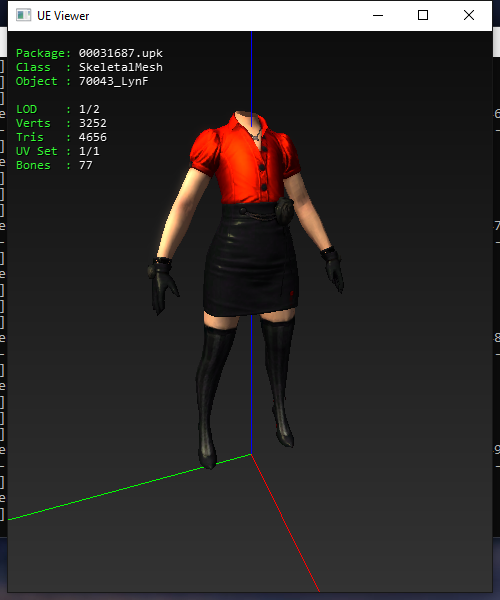 UE Viewer
Package: 00031687.upk
Class : SkeletalMesh
Object : 70043_LynF
LOD : 1/2
Verts : 3252
Tris : 4656
UV Set : 1/1
Bones : 77